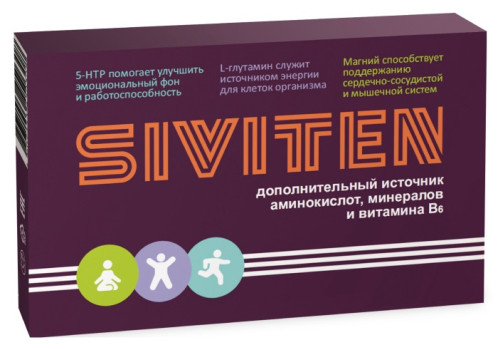 5-HTP помогает улучшить
эмоциональный фон
и работоспособность
L-глутамин служит
источником энергии
для клеток организма
Магний способствует
поддержанию
сердечно-сосудистой
и мышечной систем
SIVITEN
дополнительный источник
аминокислот, минералов
и витамина B6